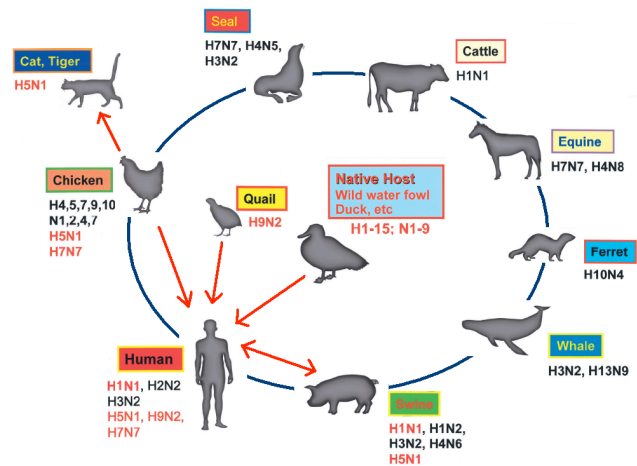 Seal
H7N7, H4N5,
H3N2
Cattle
H1N1
Cat, Tiger
H5N1
Equine
H7N7, H4N8
Chicken
H4,5,7,9,10
N1,2,4,7
H5N1
H7N7
Quail
H9N2
Native Host
Wild water fowl
Duck, etc
H1-15; N1-9
Ferret
H10N4
Whale
H3N2, H13N9
Human
H1N1, H2N2
H3N2
H5N1, H9N2,
H7N7
Swine
H1N1, H1N2,
H3N2, H4N6
H5N1